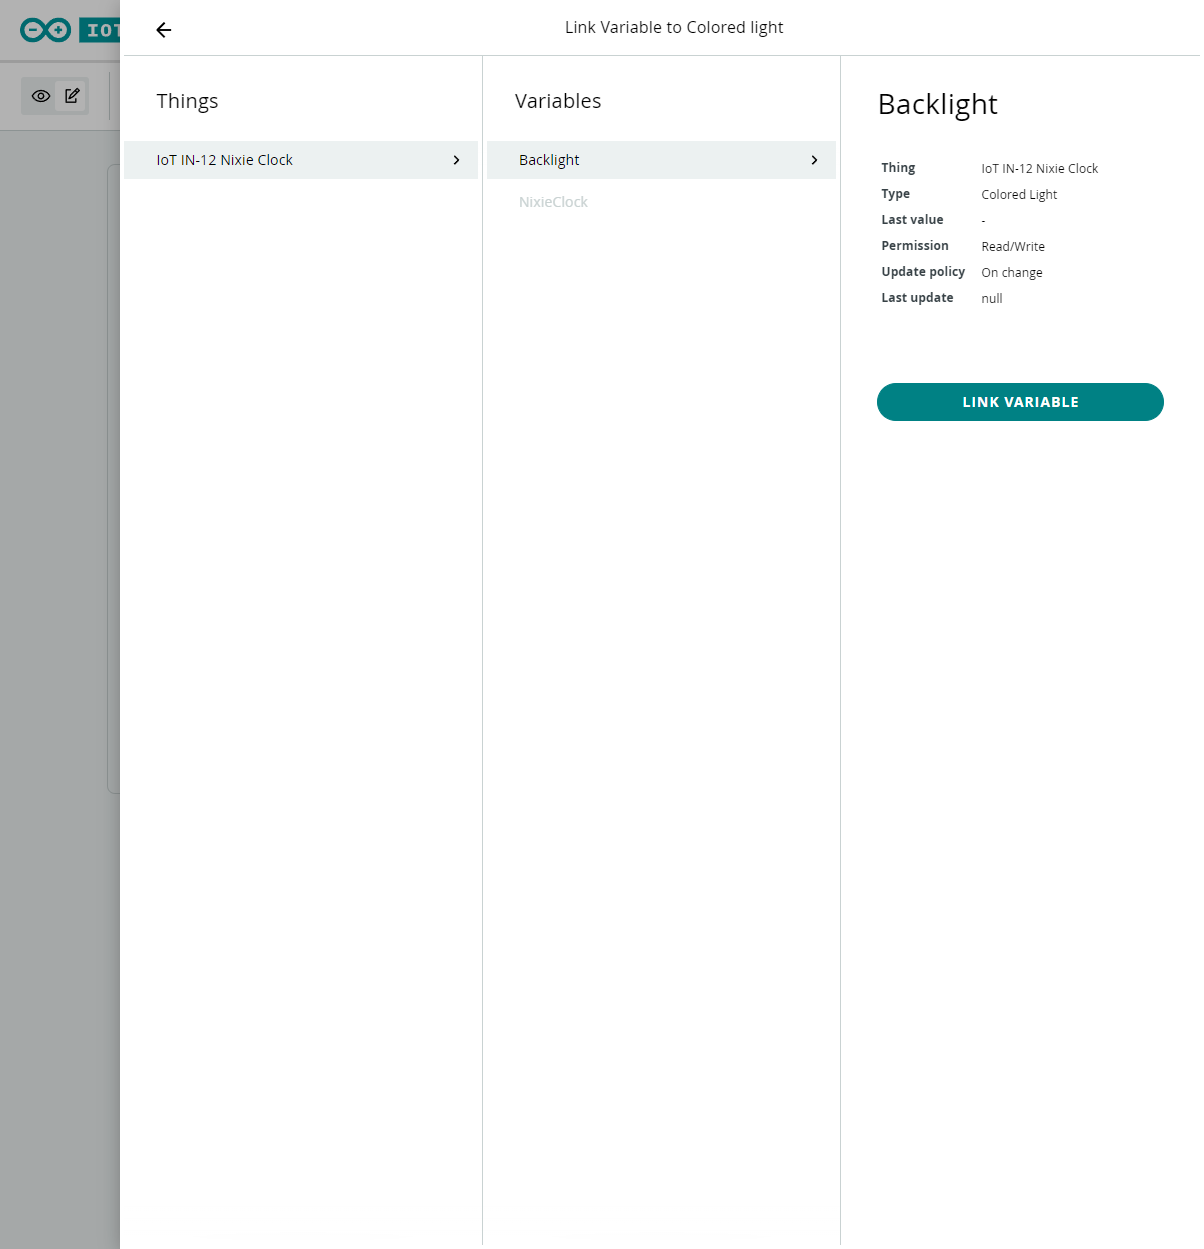 IOT
Link Variable to Colored light
Things
IoT IN-12 Nixie Clock
Variables
Backlight
NixieClock
Backlight
Thing IoT IN-12 Nixie Clock
Type Colored Light
Last value -
Permission Read/Write
Update policy On change
Last update null
LINK VARIABLE